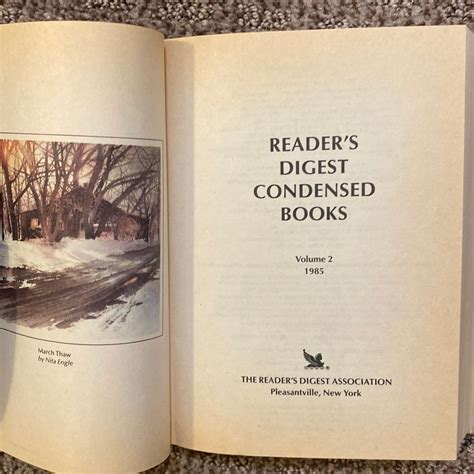 March Thaw
by Nita Engle
READER'S
DIGEST
CONDENSED
BOOKS
Volume 2
1985
THE READER'S DIGEST ASSOCIATION
Pleasantville, New York